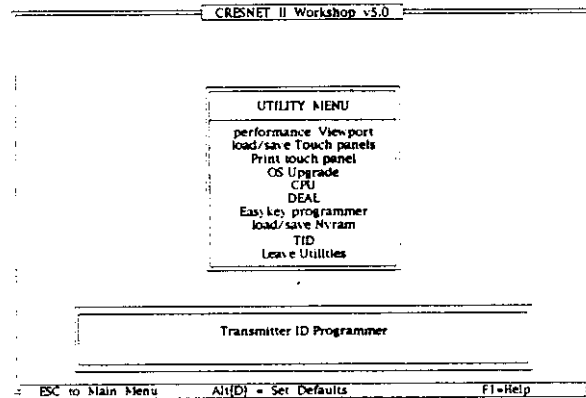 CRESNET II Workshop v5.0
UTILITY MENU
performance Viewport
load/save Touch panels
Print touch panel
OS Upgrade
CPU
DEAL
Easykey programmer
load/save Nvram
TID
Leave Utilities
Transmitter ID Programmer
ESC to Main Menu Alt(D) = Set Defaults F1=Help